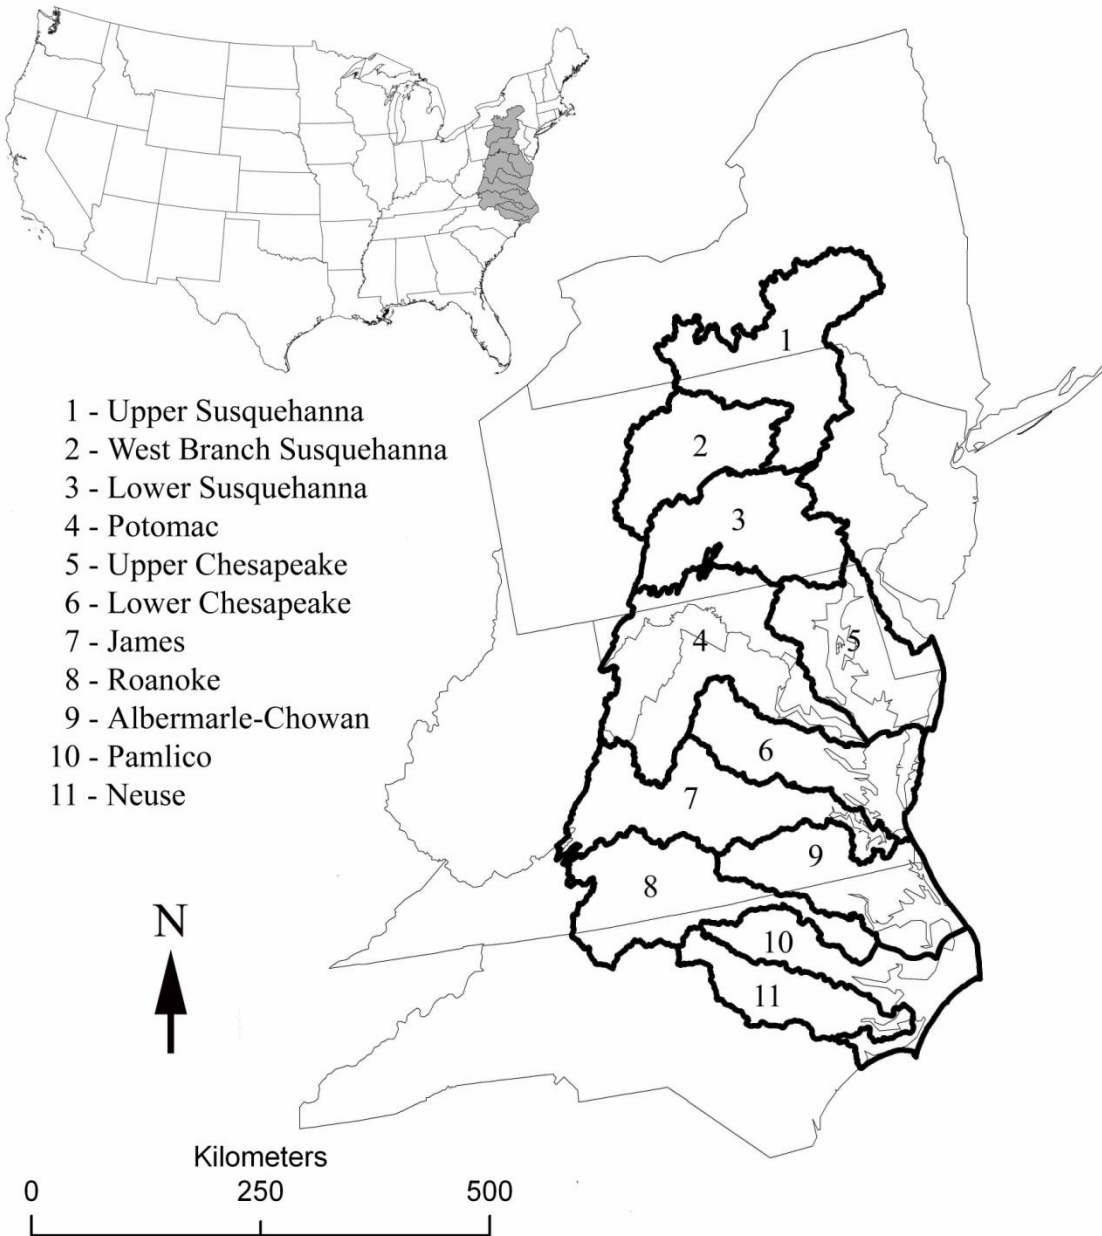 1 - Upper Susquehanna
2 - West Branch Susquehanna
3 - Lower Susquehanna
4 - Potomac
5 - Upper Chesapeake
6 - Lower Chesapeake
7 - James
8 - Roanoke
9 - Albermarle-Chowan
10 - Pamlico
11 - Neuse
1
2
3
4
5
6
7
9
8
10
11
N
Kilometers
0 250 500